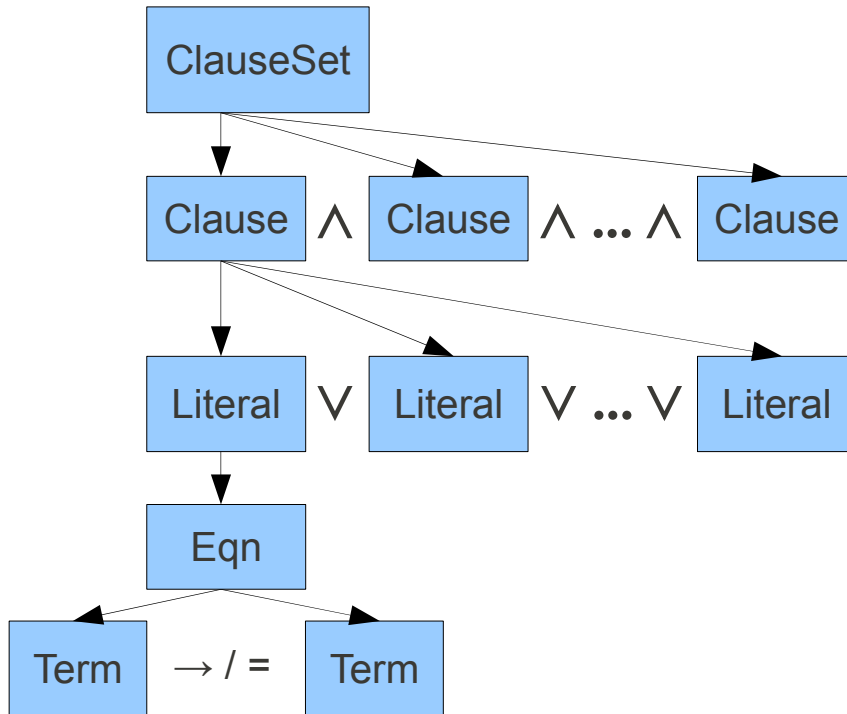 ClauseSet
Clause ∧ Clause ∧ ... ∧ Clause
Literal ∨ Literal ∨ ... ∨ Literal
Eqn
Term → / = Term